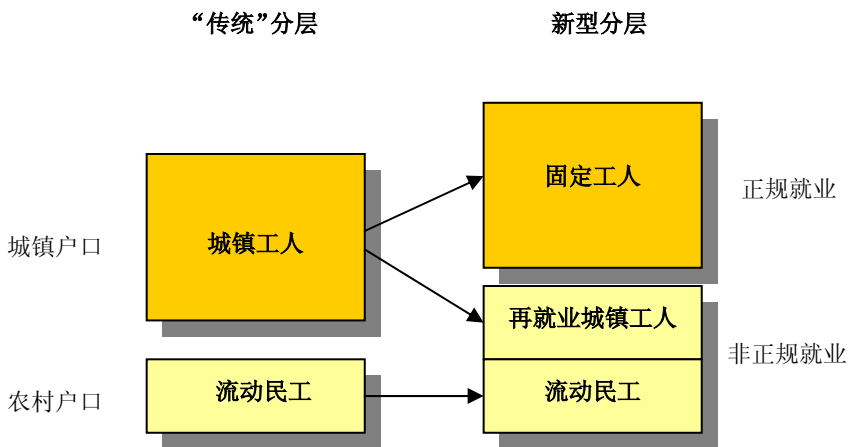 “传统”分层
新型分层
固定工人
正规就业
城镇户口
城镇工人
再就业城镇工人
非正规就业
农村户口
流动民工
流动民工